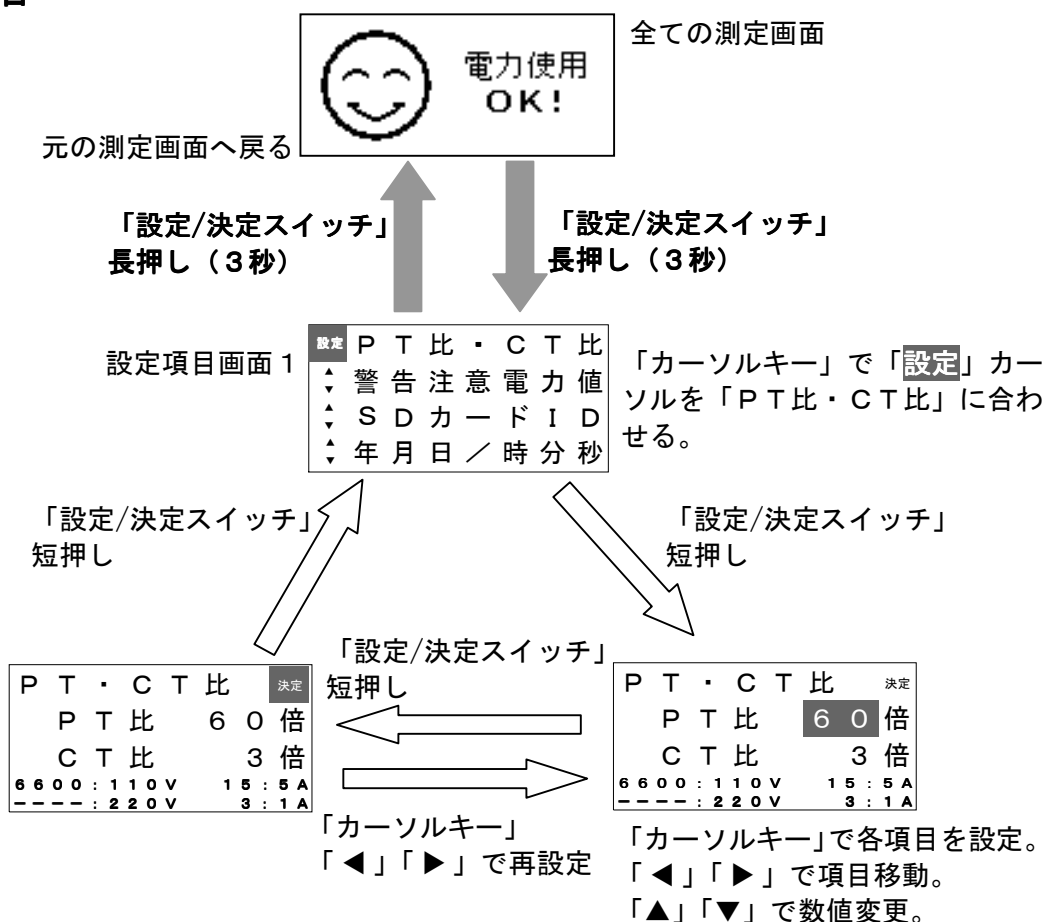 全ての測定画面
電力使用
OK!
元の測定画面へ戻る
「設定/決定スイッチ」
長押し（３秒）
「設定/決定スイッチ」
長押し（３秒）
設定項目画面１
設定 ＰＴ比・ＣＴ比
警告注意電力値
ＳＤカードＩＤ
年月日／時分秒
「カーソルキー」で「設定」カー
ソルを「ＰＴ比・ＣＴ比」に合わ
せる。
「設定/決定スイッチ」
短押し
「設定/決定スイッチ」
短押し
「設定/決定スイッチ」
短押し
ＰＴ・ＣＴ比 決定
ＰＴ比 ６０倍
ＣＴ比 ３倍
６６００：１１０Ｖ １５：５Ａ
－－－－：２２０Ｖ ３：１Ａ
ＰＴ・ＣＴ比 決定
ＰＴ比 ６０倍
ＣＴ比 ３倍
６６００：１１０Ｖ １５：５Ａ
－－－－：２２０Ｖ ３：１Ａ
「カーソルキー」
「◀」「▶」で再設定
「カーソルキー」で各項目を設定。
「◀」「▶」で項目移動。
「▲」「▼」で数値変更。